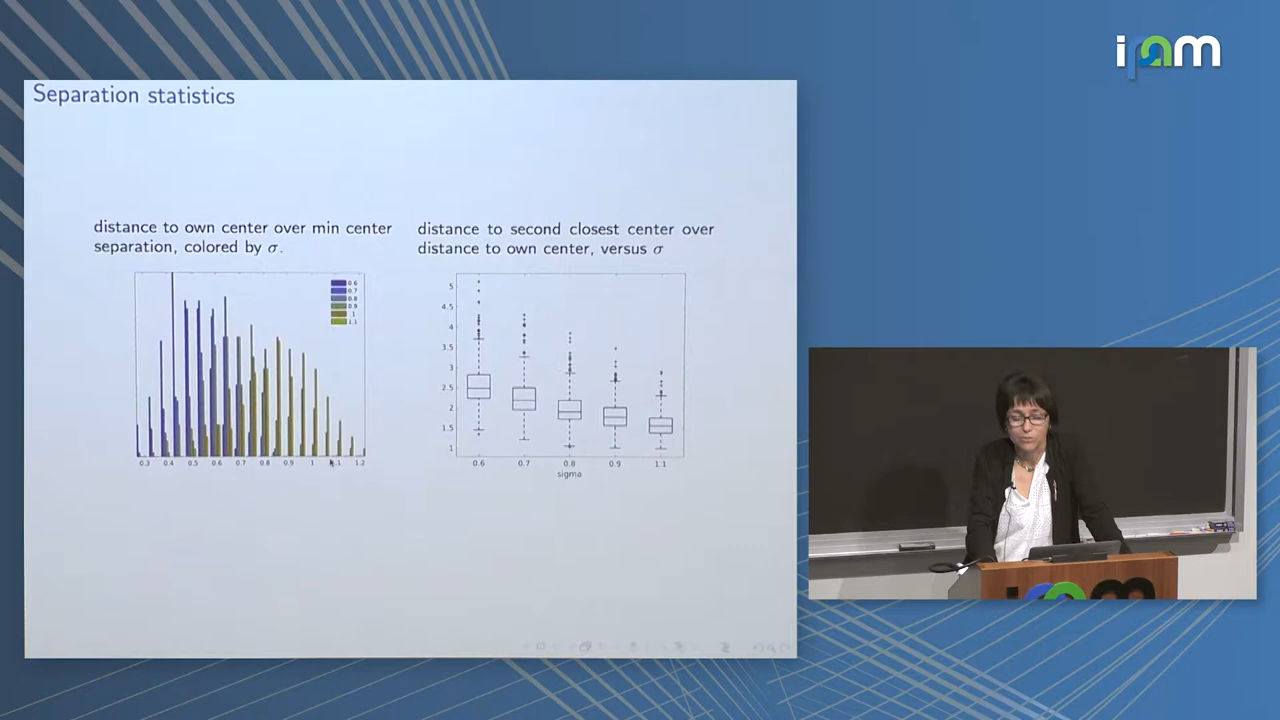 ipam
Separation statistics
distance to own center over min center
separation, colored by σ.
distance to second closest center over
distance to own center, versus σ
0.6
0.7
0.8
0.9
1
1.1
0.3 0.4 0.5 0.6 0.7 0.8 0.9 1 1.1 1.2
5
4.5
4
3.5
3
2.5
2
1.5
1
0.6 0.7 0.8 0.9 1.1
sigma
ipam